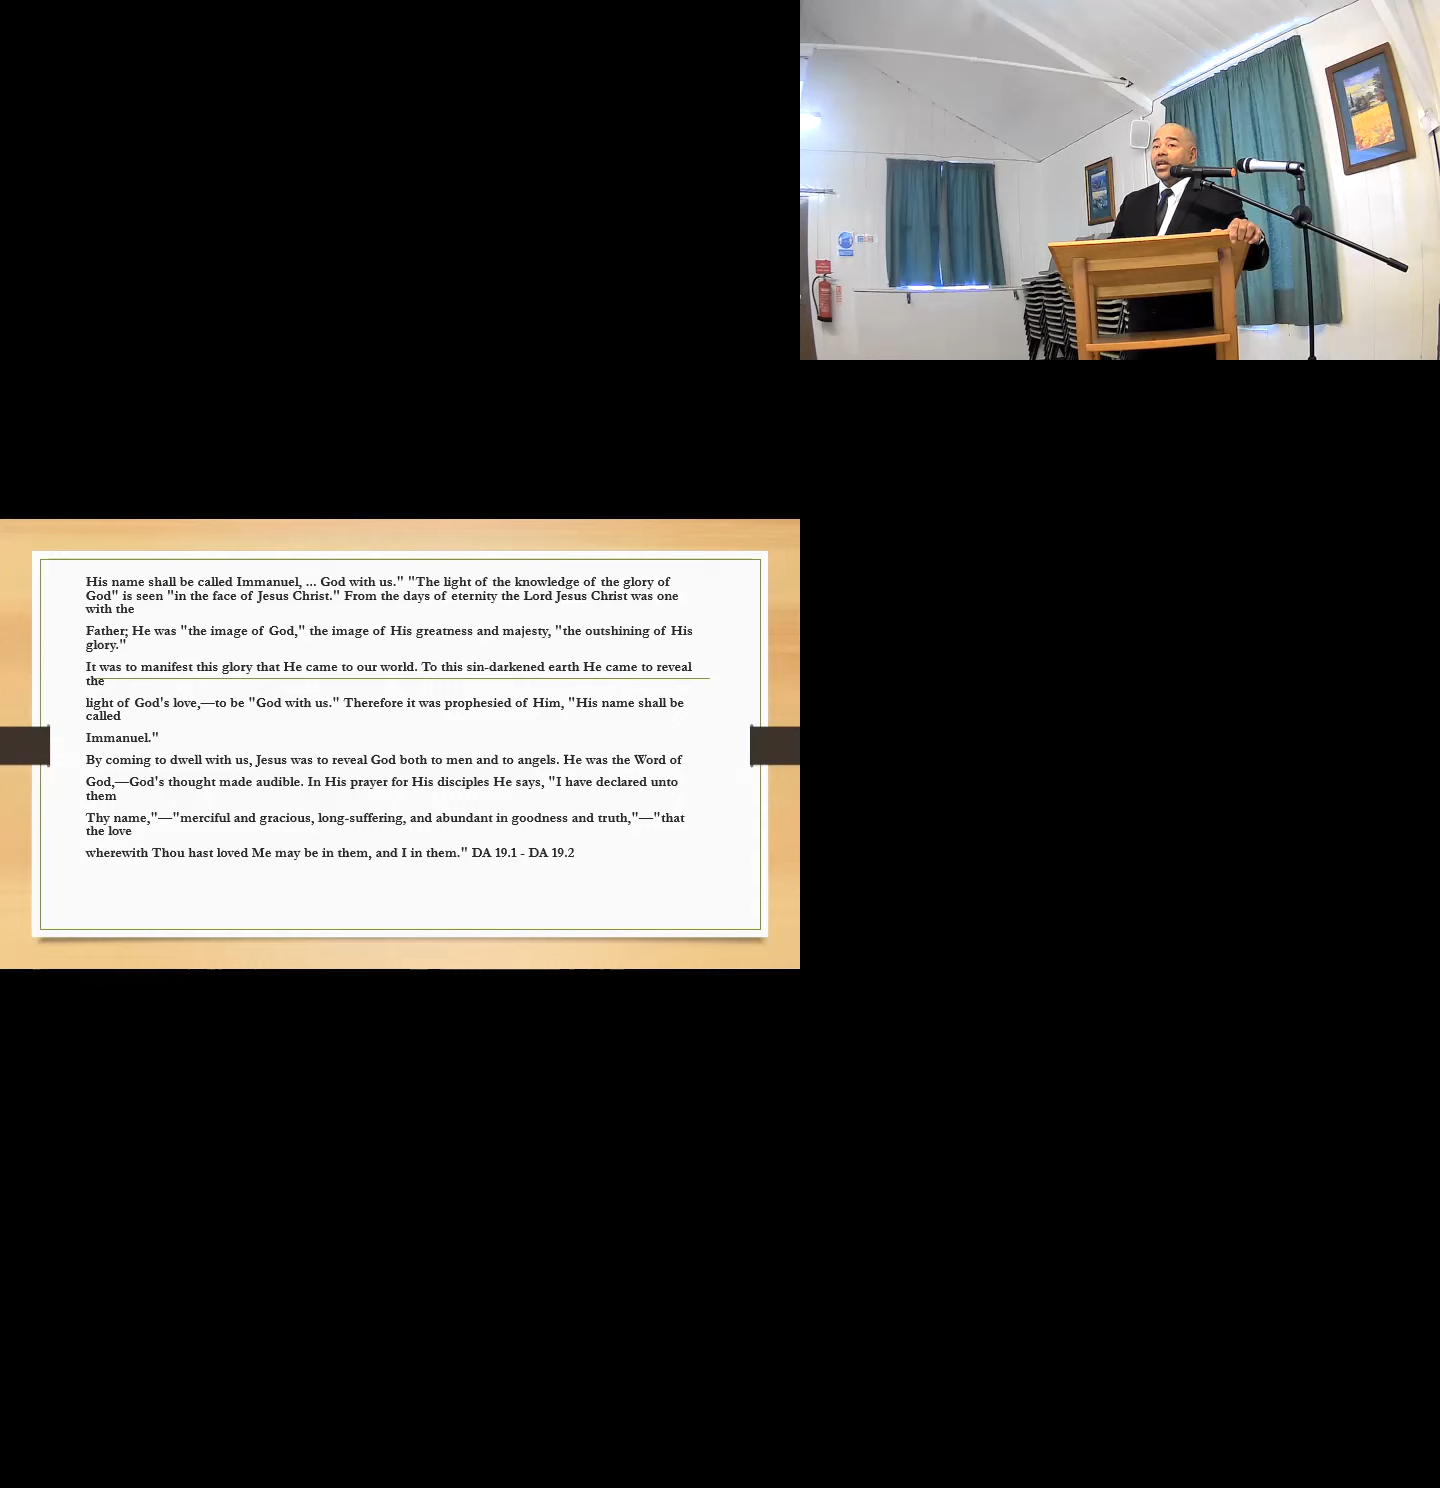 His name shall be called Immanuel, ... God with us." "The light of the knowledge of the glory of
God" is seen "in the face of Jesus Christ." From the days of eternity the Lord Jesus Christ was one
with the
Father; He was "the image of God," the image of His greatness and majesty, "the outshining of His
glory."
It was to manifest this glory that He came to our world. To this sin-darkened earth He came to reveal
the
light of God's love,—to be "God with us." Therefore it was prophesied of Him, "His name shall be
called
Immanuel."
By coming to dwell with us, Jesus was to reveal God both to men and to angels. He was the Word of
God,—God's thought made audible. In His prayer for His disciples He says, "I have declared unto
them
Thy name,"—"merciful and gracious, long-suffering, and abundant in goodness and truth,"—"that
the love
wherewith Thou hast loved Me may be in them, and I in them." DA 19.1 - DA 19.2